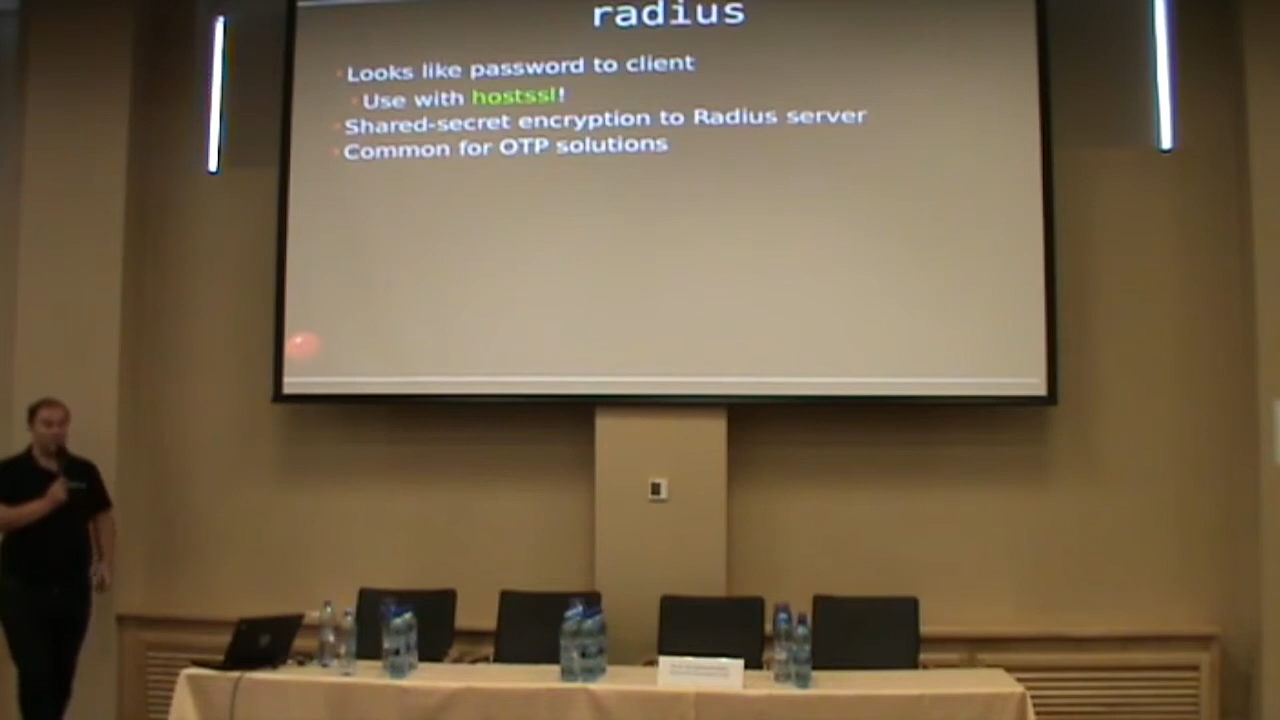 radius
Looks like password to client
Use with hostssl!
Shared-secret encryption to Radius server
Common for OTP solutions